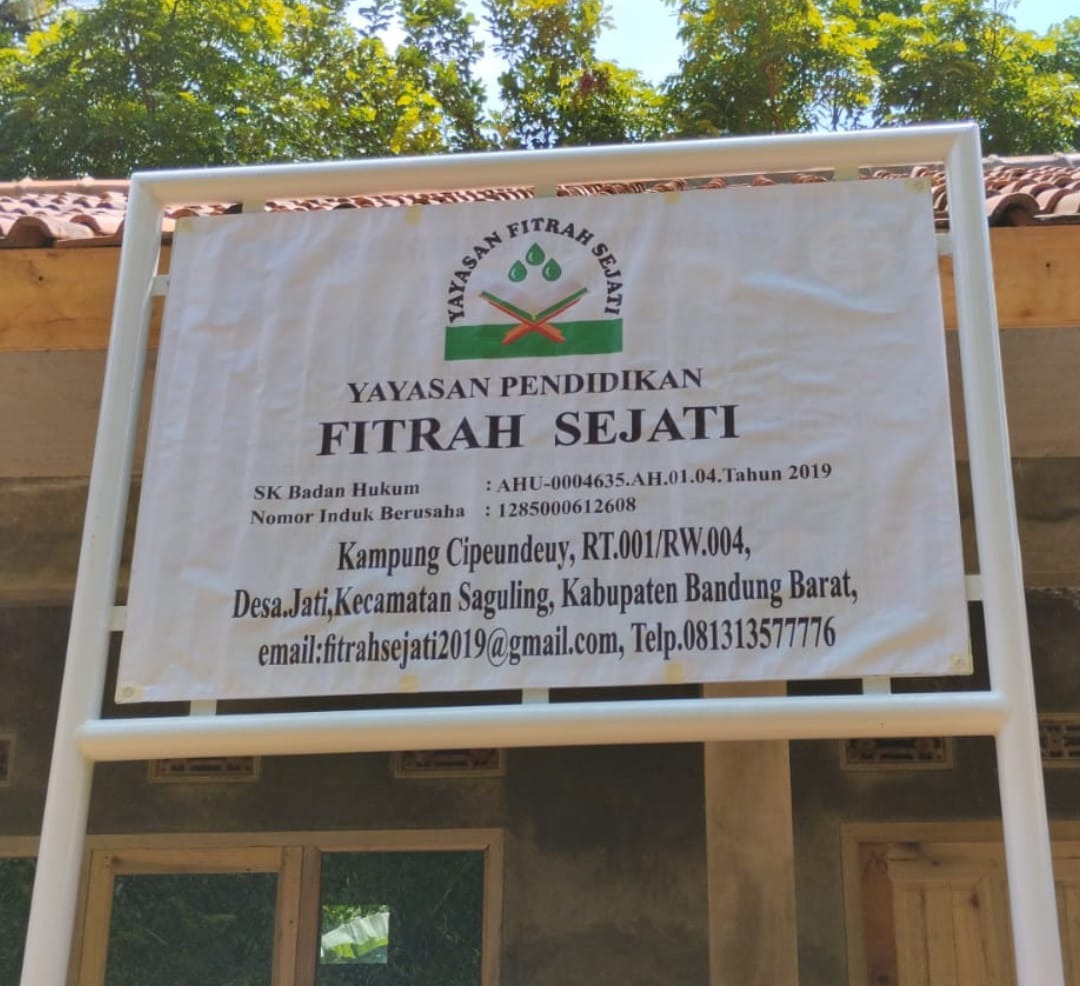 YAYASAN FITRAH SEJATI
YAYASAN PENDIDIKAN
FITRAH SEJATI
SK Badan Hukum : AHU-0004635.AH.01.04.Tahun 2019
Nomor Induk Berusaha : 1285000612608
Kampung Cipeundeuy, RT.001/RW.004,
Desa.Jati,Kecamatan Saguling, Kabupaten Bandung Barat,
email:fitrahsejati2019@gmail.com, Telp.081313577776